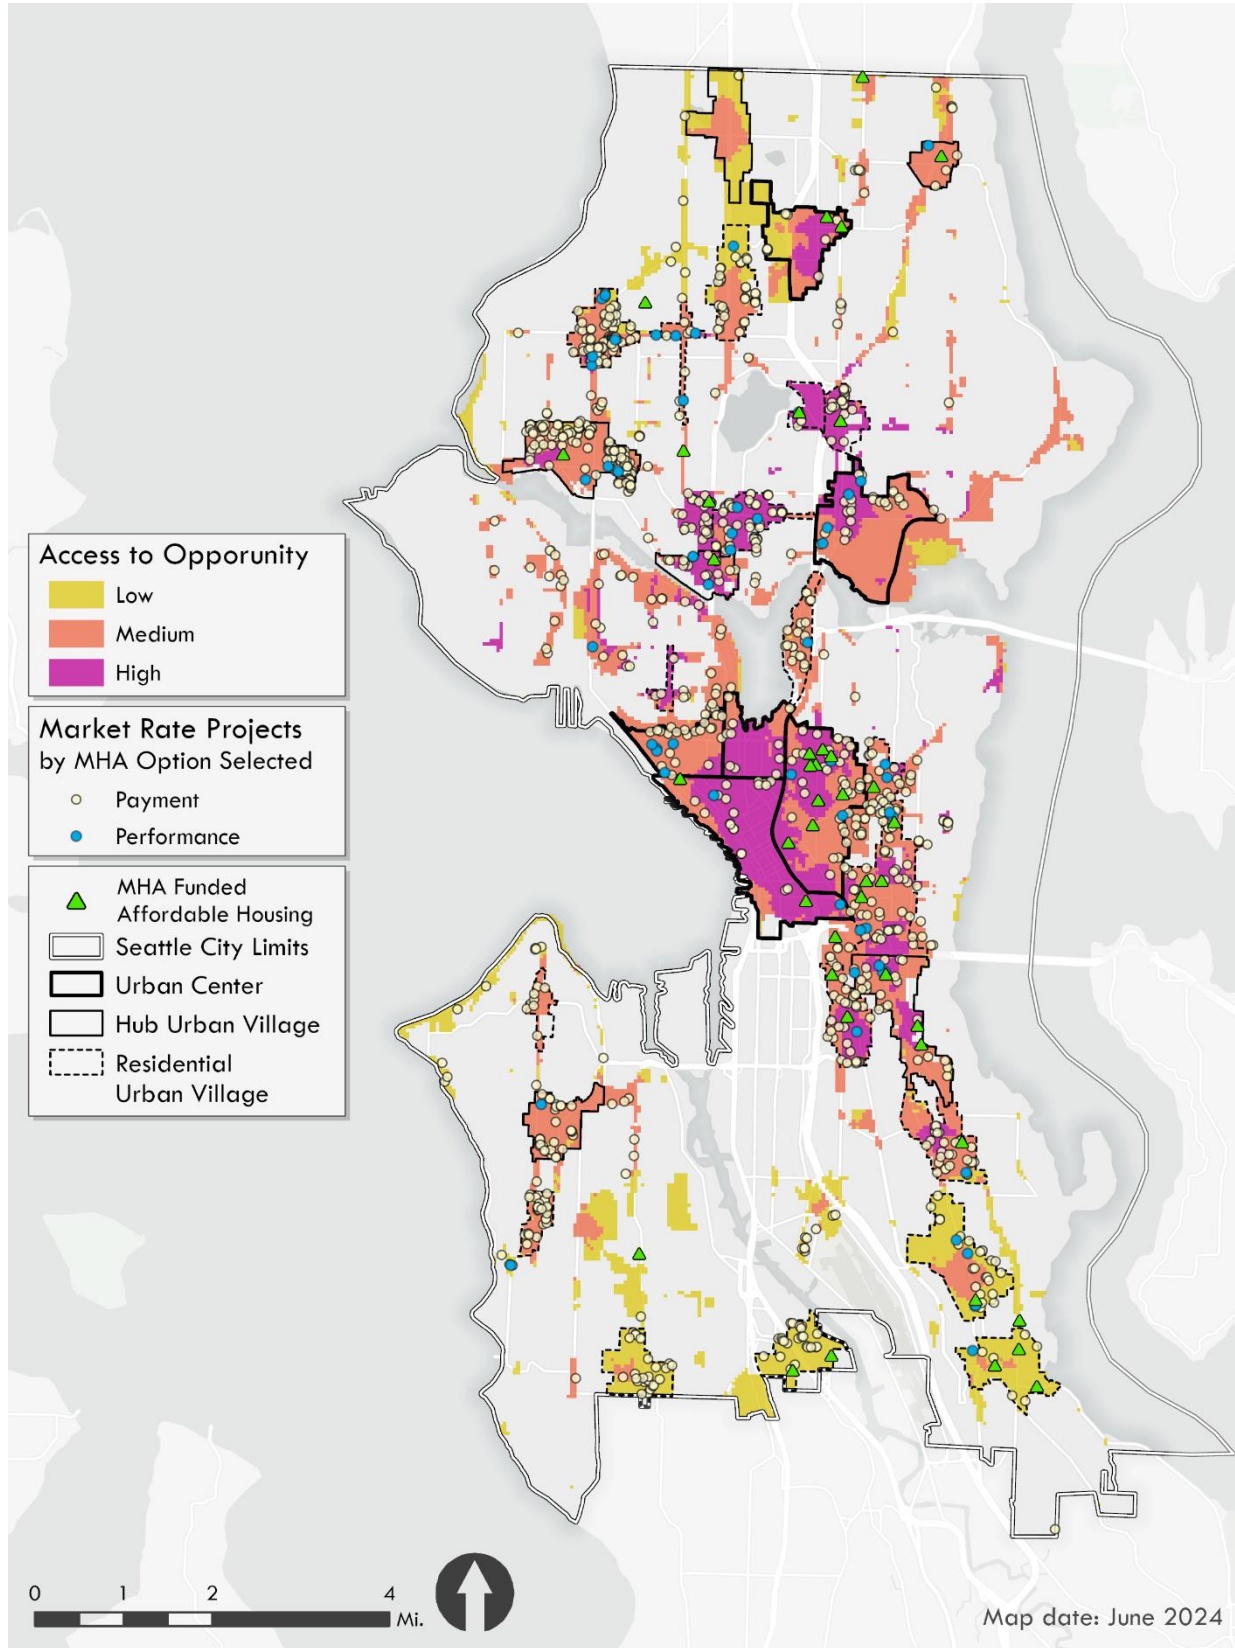 Access to Opporunity
Low
Medium
High
Market Rate Projects
by MHA Option Selected
Payment
Performance
MHA Funded
Affordable Housing
Seattle City Limits
Urban Center
Hub Urban Village
Residential
Urban Village
0 1 2 4
Mi.
Map date: June 2024